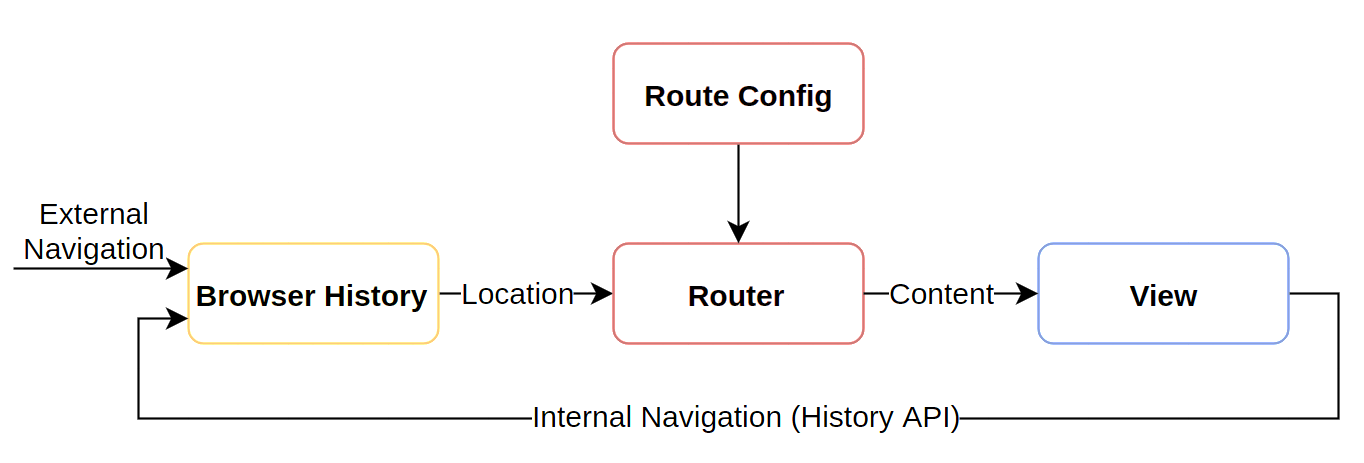 Route Config
External
Navigation
Browser History
Location
Router
Content
View
Internal Navigation (History API)